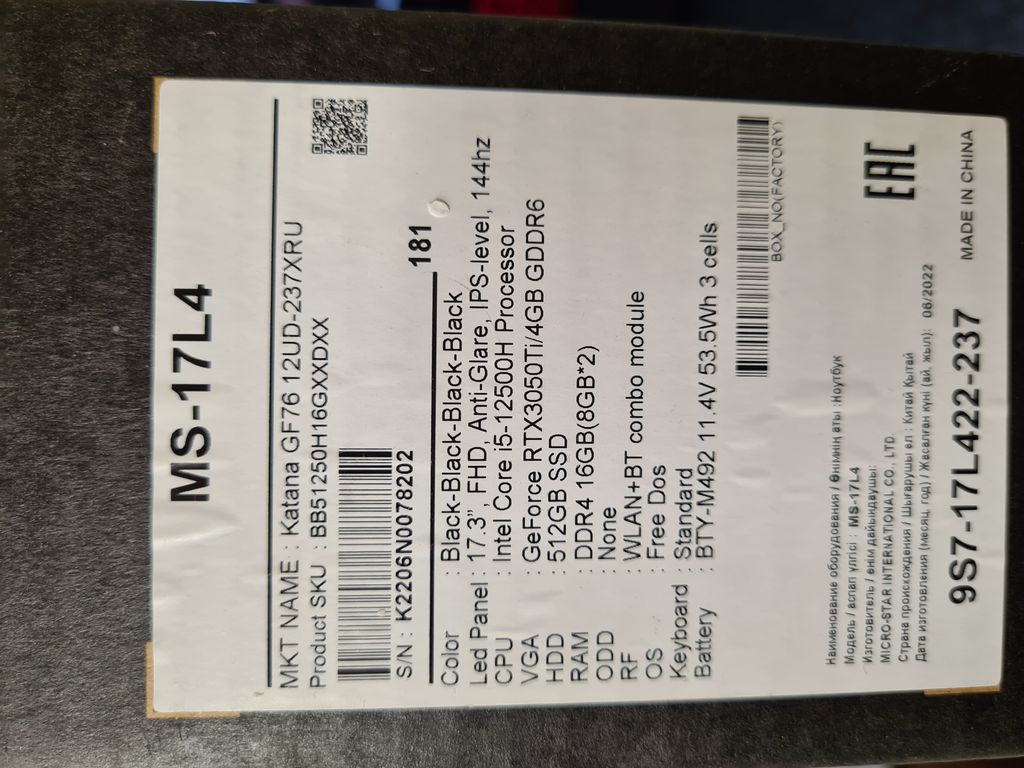 MS-17L4
MKT NAME : Katana GF76 12UD-237XRU
Product SKU : BB51250H16GXXDXX
S/N : K2206N0078202
181
Color : Black-Black-Black-Black
Led Panel : 17.3", FHD, Anti-Glare, IPS-level, 144hz
CPU : Intel Core i5-12500H Processor
VGA : GeForce RTX3050Ti/4GB GDDR6
HDD : 512GB SSD
RAM : DDR4 16GB(8GB*2)
ODD : None
RF : WLAN+BT combo module
OS : Free Dos
Keyboard : Standard
Battery : BTY-M492 11.4V 53.5Wh 3 cells
BOX_NO(FACTORY)
Наименование оборудования / Өнімнің аты :Ноутбук
Модель / аспап үлгісі : MS-17L4
Изготовитель / өнім дайындаушы:
MICRO-STAR INTERNATIONAL CO., LTD.
Страна происхождения / Шығарушы ел : Китай Қытай
Дата изготовления (месяц, год) / Жасалған күні (ай, жыл): 06/2022
EAC
9S7-17L422-237
MADE IN CHINA